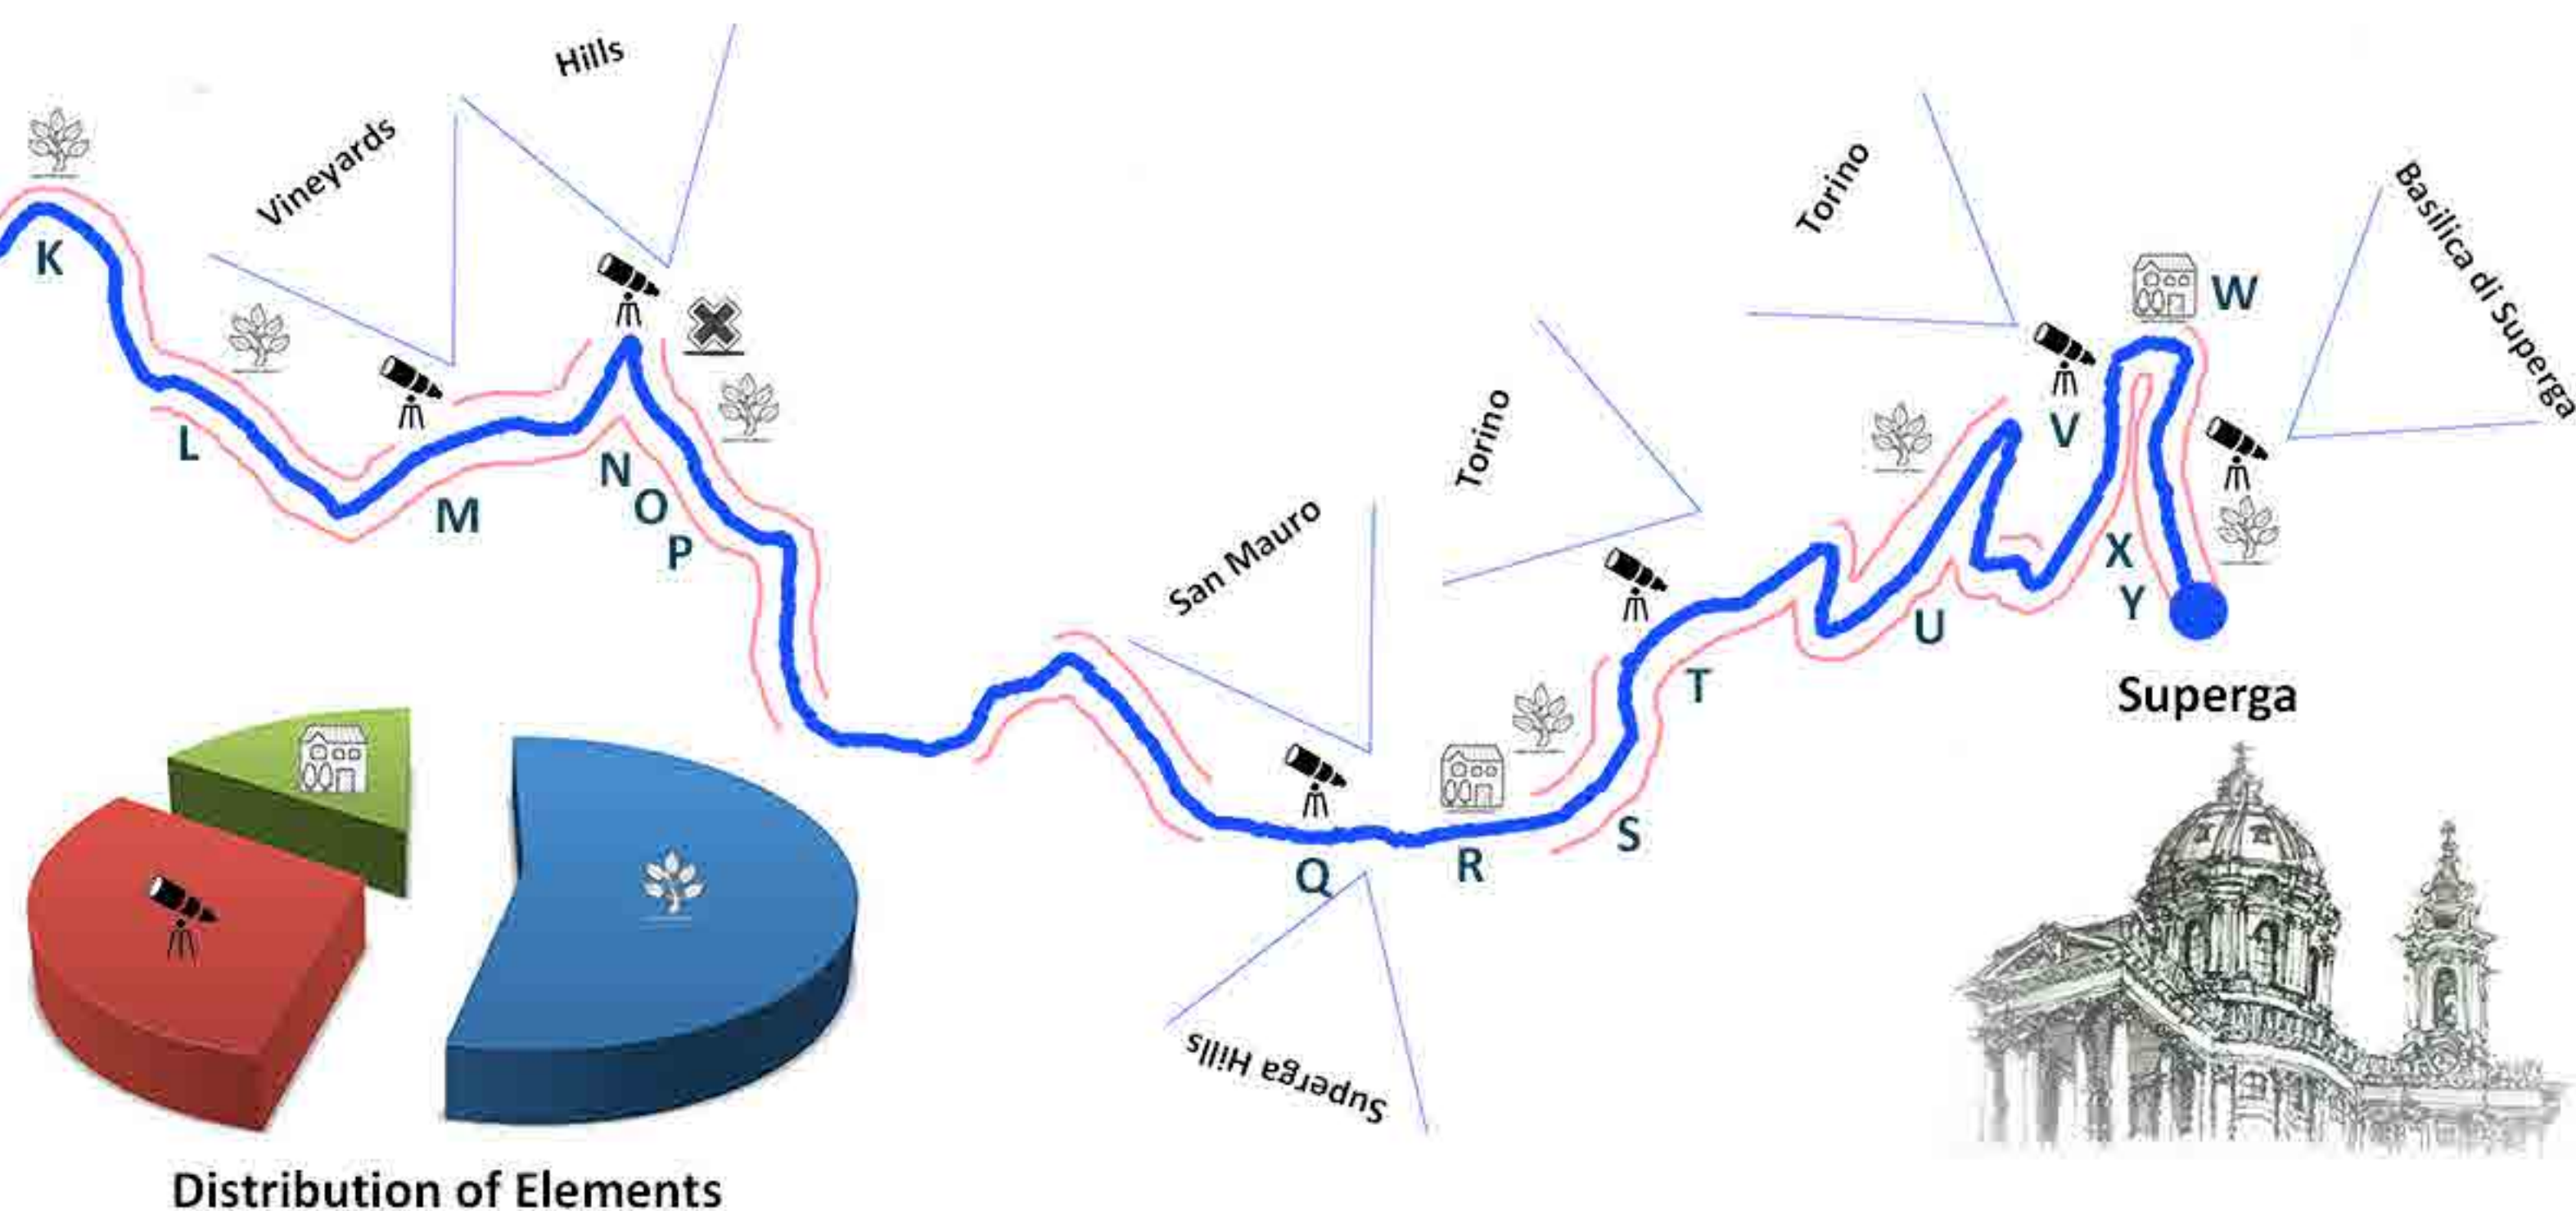 Hills
Vineyards
K
L
M
N
O
P
San Mauro
Q
Superga Hills
R
S
Torino
T
U
Torino
V
W
Basilica di Superga
X
Y
Superga
Distribution of Elements